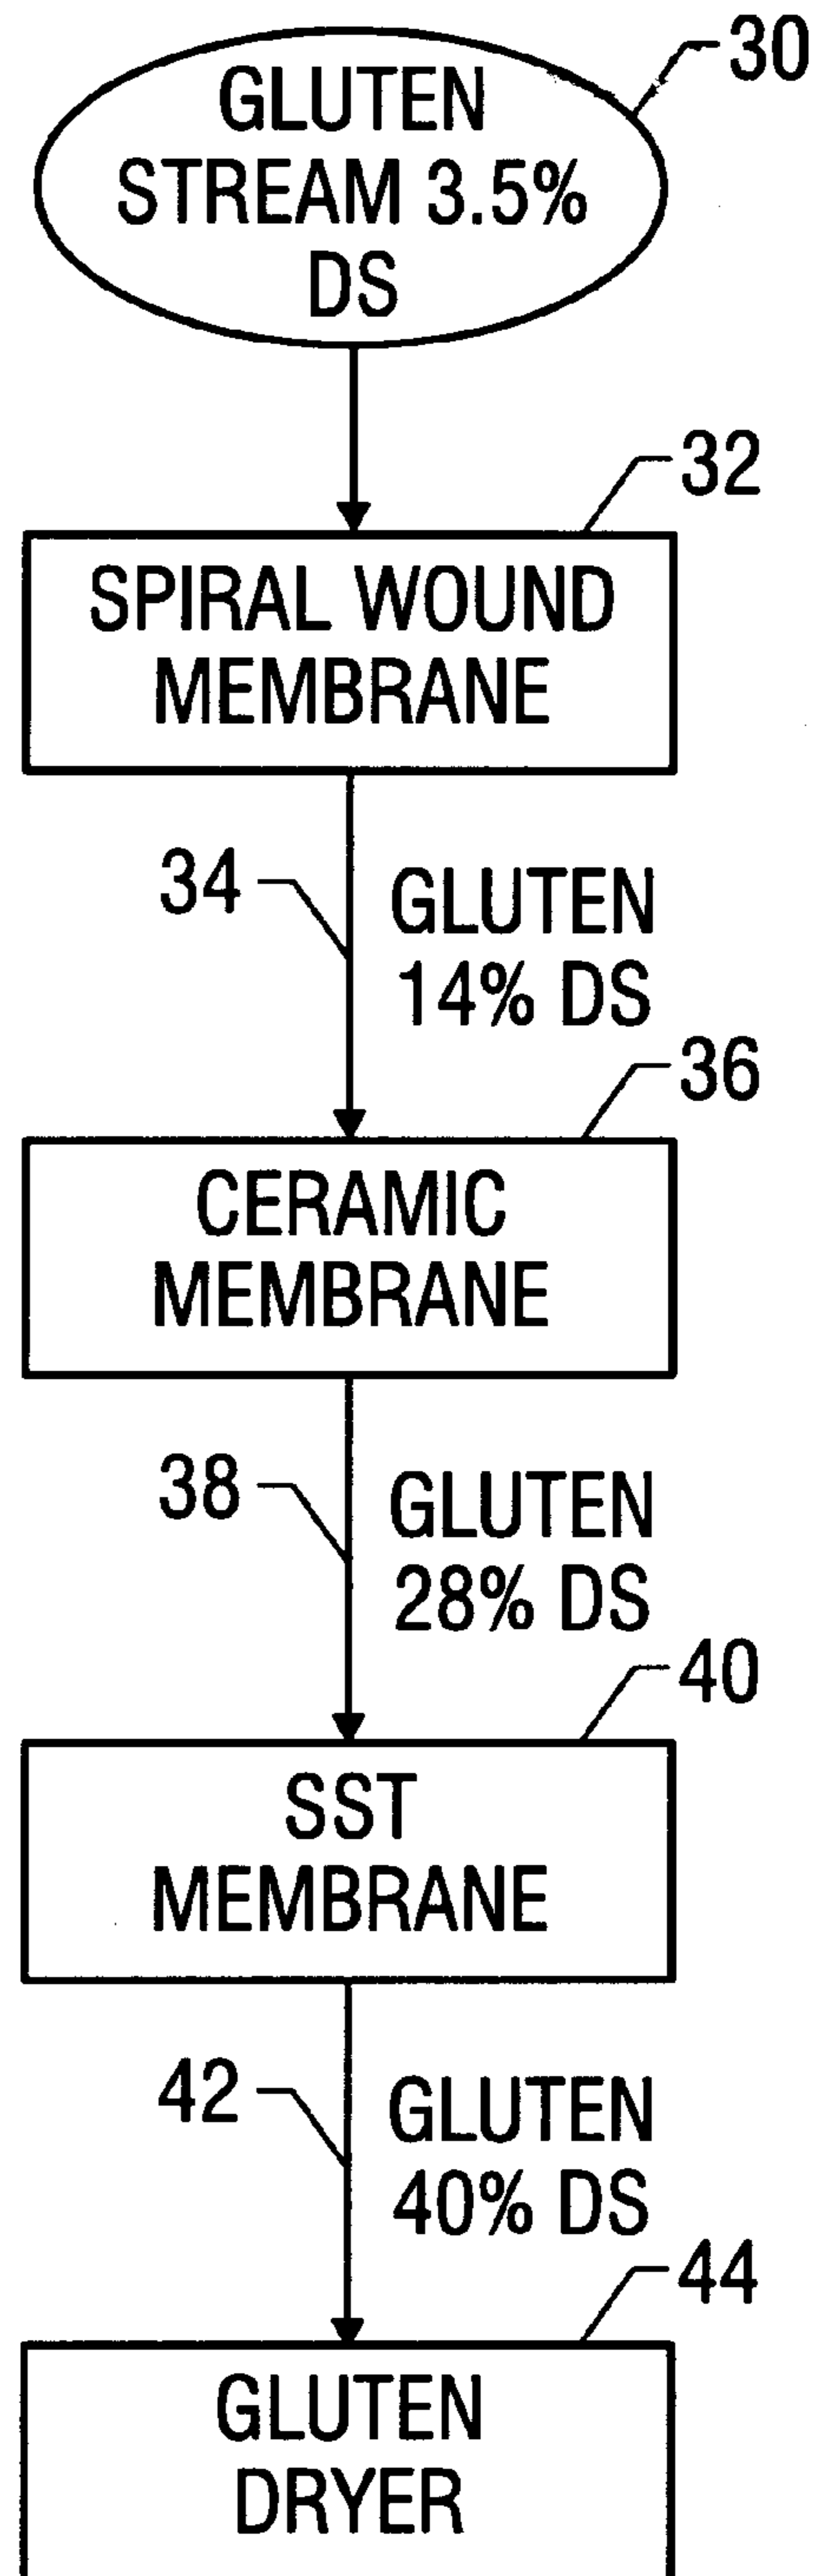 30
GLUTEN
STREAM 3.5%
DS
32
SPIRAL WOUND
MEMBRANE
34
GLUTEN
14% DS
36
CERAMIC
MEMBRANE
38
GLUTEN
28% DS
40
SST
MEMBRANE
42
GLUTEN
40% DS
44
GLUTEN
DRYER